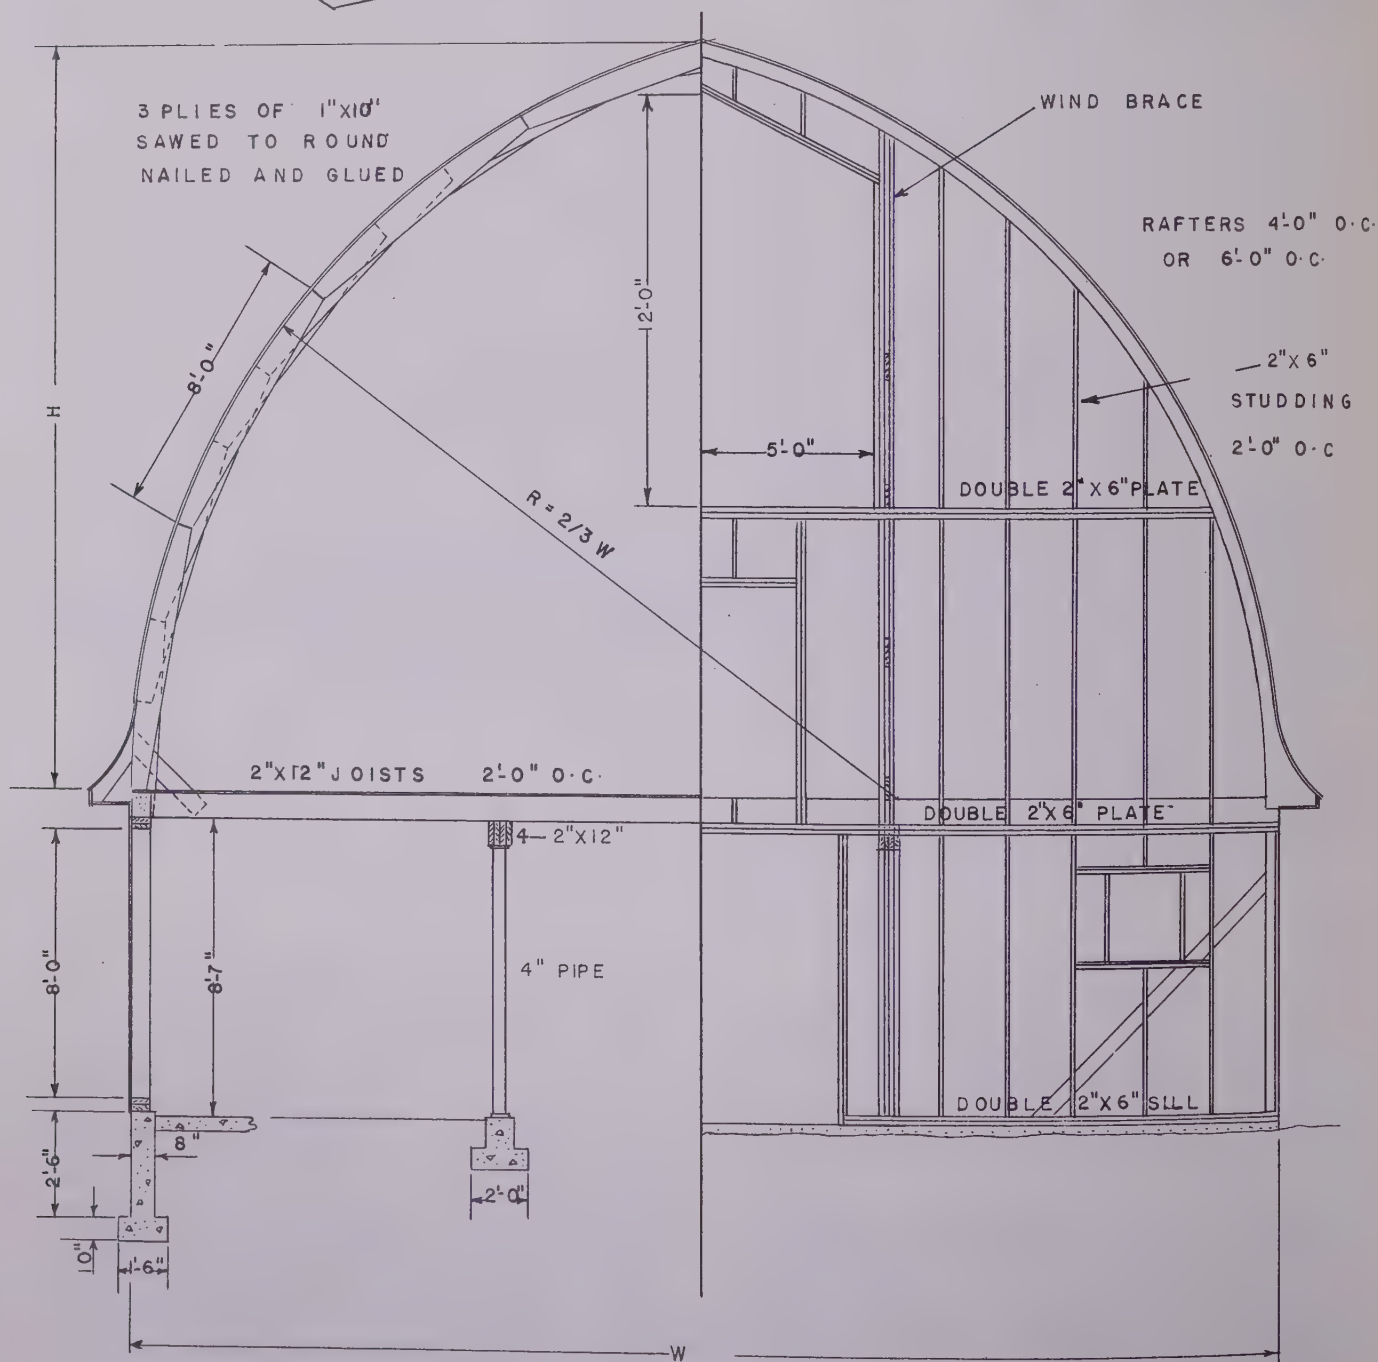 3 PLIES OF 1"X10"
SAWED TO ROUND
NAILED AND GLUED
WIND BRACE
RAFTERS 4'-0" O.C.
OR 6'-0" O.C.
12'-0"
8'-0"
H
2"X6"
STUDDING
2'-0" O.C
5'-0"
DOUBLE 2"X6" PLATE
R = 2/3 W
2"X12" JOISTS 2'-0" O.C.
DOUBLE 2"X6" PLATE
4-2"X12"
8'-0"
8'-7"
4" PIPE
DOUBLE 2"X6" SILL
8"
2'-6"
2'-0"
10"
1'-6"
W